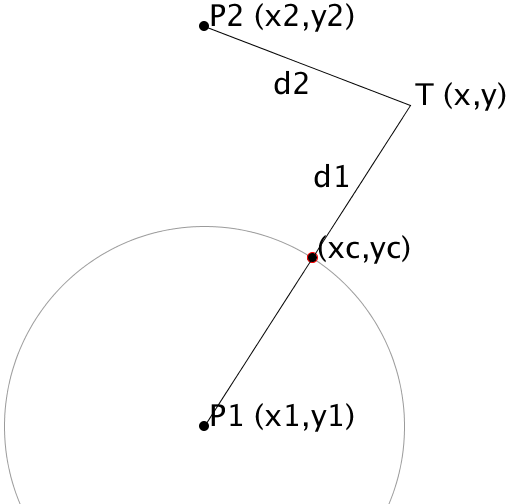 P2 (x2,y2)
d2
T (x,y)
d1
(xc,yc)
P1 (x1,y1)